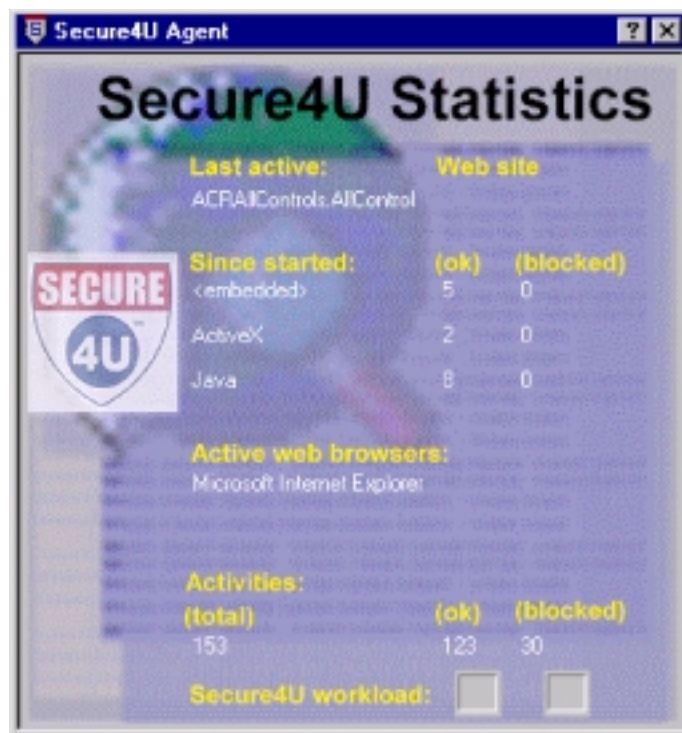 Secure4U Agent
Secure4U Statistics
Last active: Web site
ACRAllControls.AllControl
Since started: (ok) (blocked)
<embedded> 5 0
SECURE
4U
ActiveX 2 0
Java 8 0
Active web browsers:
Microsoft Internet Explorer
Activities:
(total) (ok) (blocked)
153 123 30
Secure4U workload: